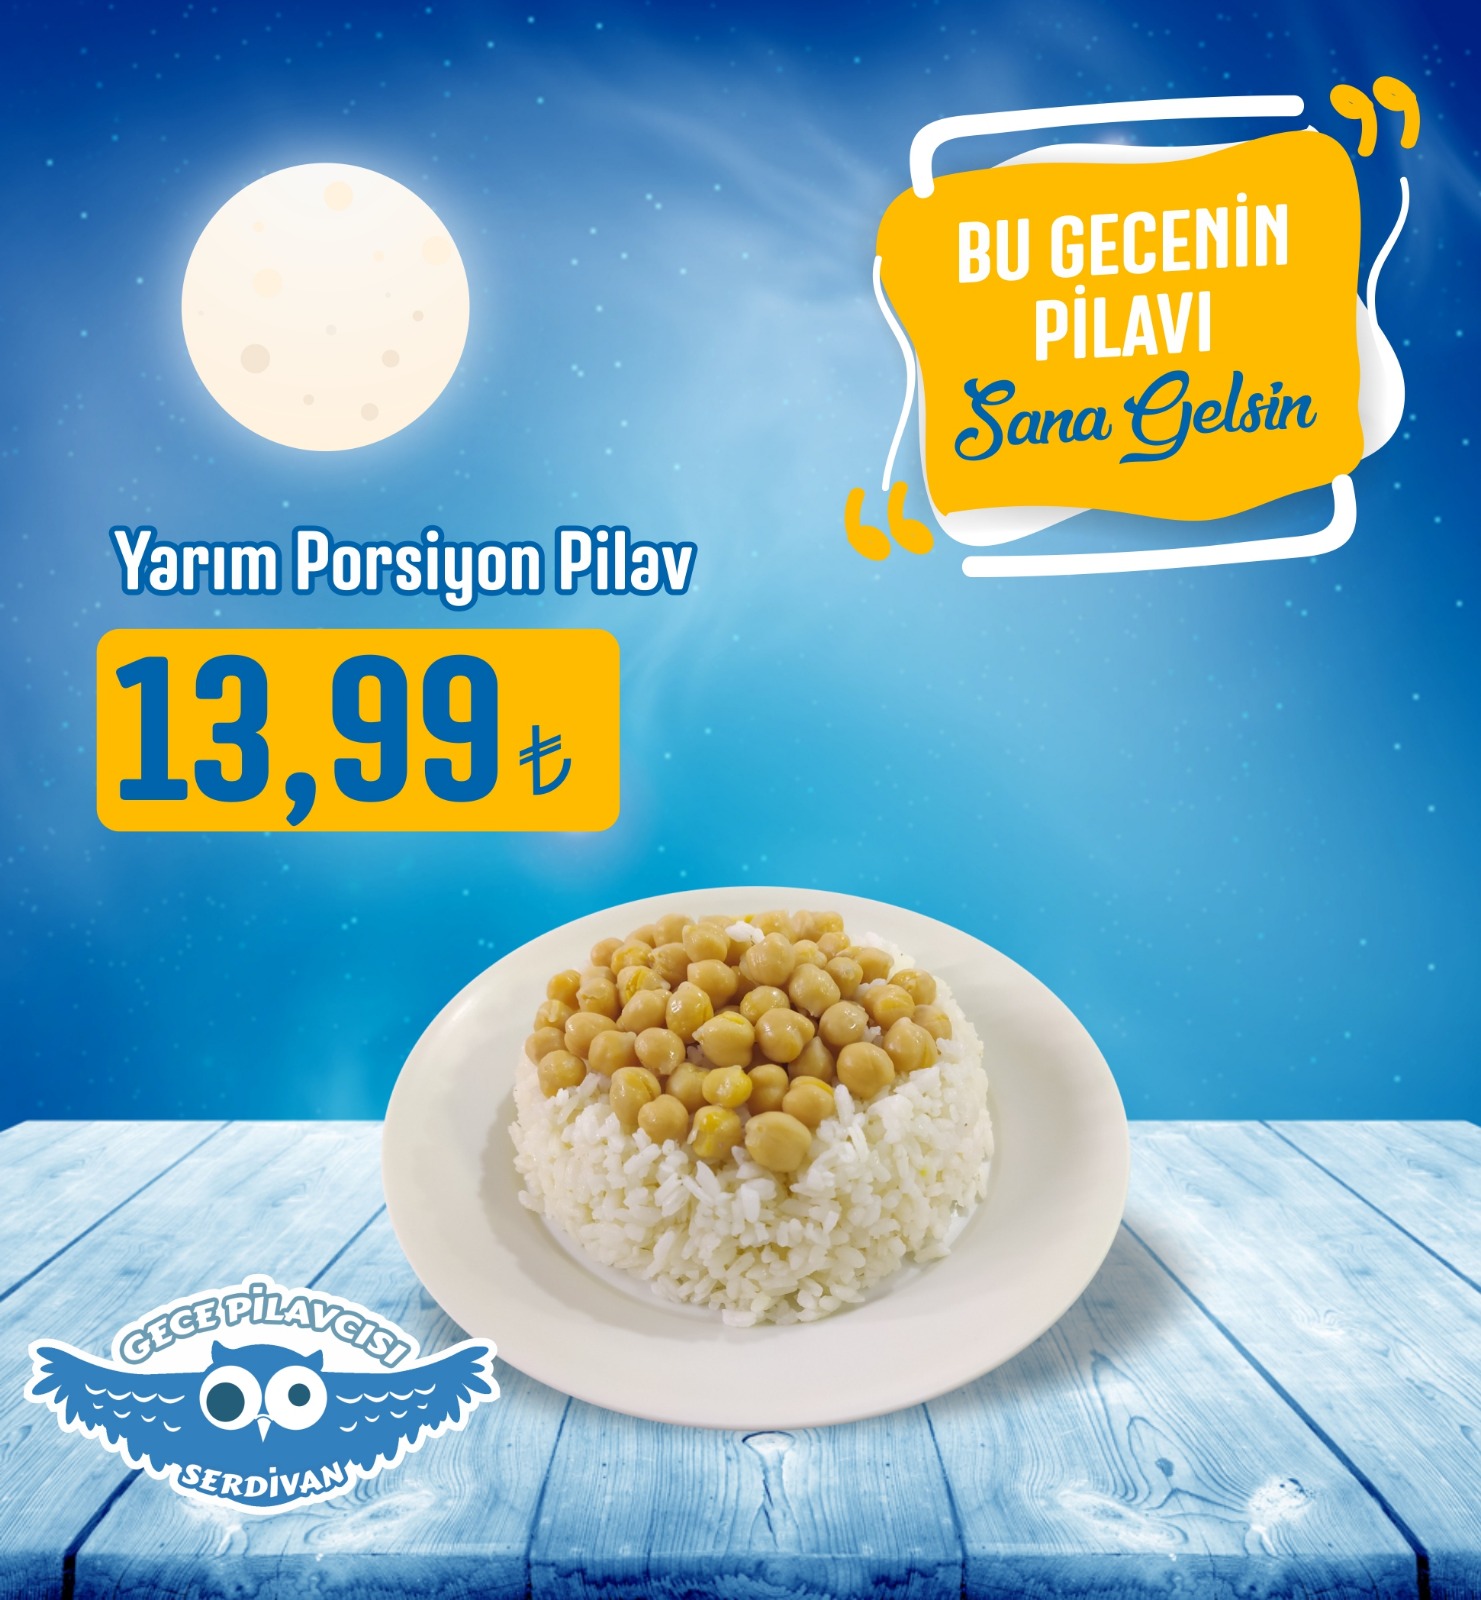 BU GECENİN
PİLAVI
Sana Gelsin
Yarım Porsiyon Pilav
13,99 ₺
GECE PİLAVCISI
SERDİVAN